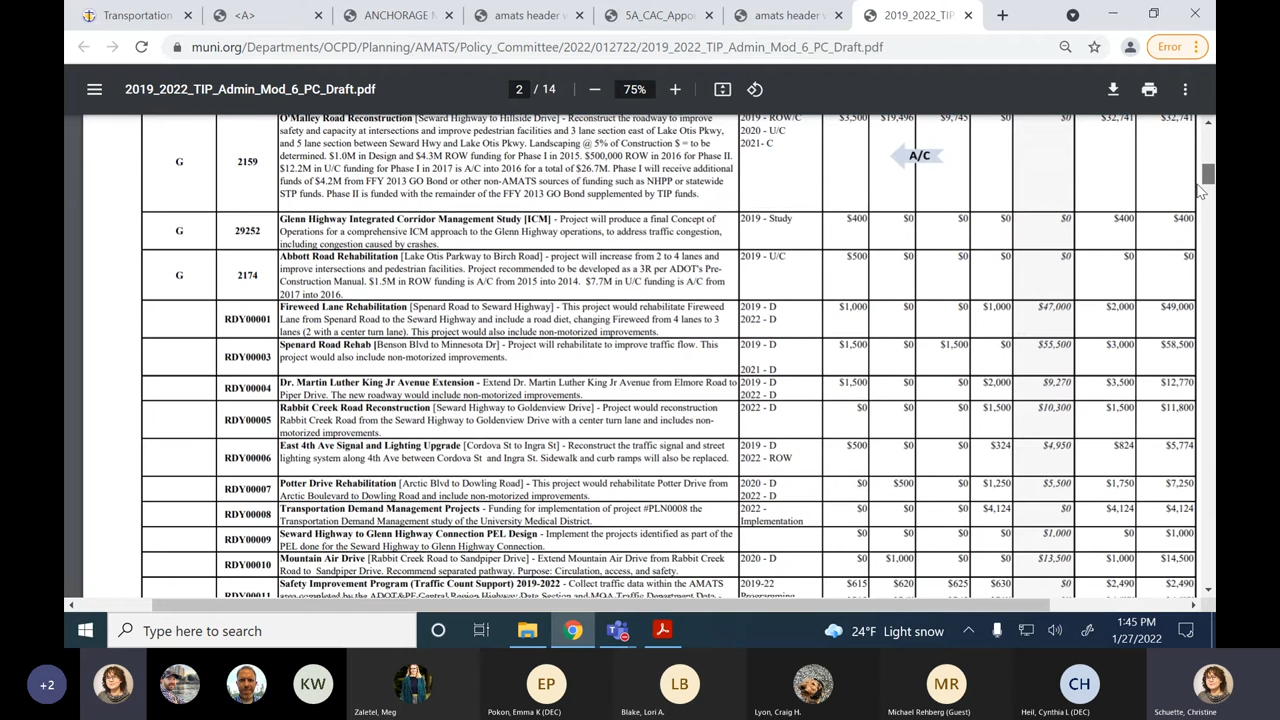 Transportation
<A>
ANCHORAGE M
amats header w
5A_CAC_Appo
amats header w
2019_2022_TIP
muni.org/Departments/OCPD/Planning/AMATS/Policy_Committee/2022/012722/2019_2022_TIP_Admin_Mod_6_PC_Draft.pdf
Error
2019_2022_TIP_Admin_Mod_6_PC_Draft.pdf
2 / 14
75%
O'Malley Road Reconstruction [Seward Highway to Hillside Drive) - Reconstruct the roadway to improve 2019 - ROW/C $3,500 $19,496 $9,745 $0 $0 $32,741 $32,741
safety and capacity at intersections and improve pedestrian facilities and 3 lane section east of Lake Otis Pkwy, 2020 - U/C
and 5 lane section between Seward Hwy and Lake Otis Pkwy. Landscaping @ 5% of Construction $ = to be 2021- C
G 2159 determined. $1.0M in Design and $4.3M ROW funding for Phase I in 2015. $500,000 ROW in 2016 for Phase II. A/C
$12.2M in U/C funding for Phase I in 2017 is A/C into 2016 for a total of $26.7M. Phase I will receive additional
funds of $4.2M from FFY 2013 GO Bond or other non-AMATS sources of funding such as NHPP or statewide
STP funds. Phase II is funded with the remainder of the FFY 2013 GO Bond supplemented by TIP funds.
Glenn Highway Integrated Corridor Management Study [ICM] - Project will produce a final Concept of 2019 - Study $400 $0 $0 $0 $0 $400 $400
G 29252 Operations for a comprehensive ICM approach to the Glenn Highway operations, to address traffic congestion,
including congestion caused by crashes.
Abbott Road Rehabilitation [Lake Otis Parkway to Birch Road] - project will increase from 2 to 4 lanes and 2019 - U/C $500 $0 $0 $0 $0 $0 $0
improve intersections and pedestrian facilities. Project recommended to be developed as a 3R per ADOT's Pre-
G 2174 Construction Manual. $1.5M in ROW funding is A/C from 2015 into 2014. $7.7M in U/C funding is A/C from
2017 into 2016.
Fireweed Lane Rehabilitation [Spenard Road to Seward Highway] - This project would rehabilitate Fireweed 2019 - D $1,000 $0 $0 $1,000 $47,000 $2,000 $49,000
RDY00001 Lane from Spenard Road to the Seward Highway and include a road diet, changing Fireweed from 4 lanes to 3 2022 - D
lanes (2 with a center turn lane). This project would also include non-motorized improvements.
Spenard Road Rehab [Benson Blvd to Minnesota Dr] - Project will rehabilitate to improve traffic flow. This 2019 - D $1,500 $0 $1,500 $0 $55,500 $3,000 $58,500
RDY00003 project would also include non-motorized improvements.
2021 - D
Dr. Martin Luther King Jr Avenue Extension - Extend Dr. Martin Luther King Jr Avenue from Elmore Road to 2019 - D $1,500 $0 $0 $2,000 $9,270 $3,500 $12,770
RDY00004 Piper Drive. The new roadway would include non-motorized improvements. 2022 - D
Rabbit Creek Road Reconstruction [Seward Highway to Goldenview Drive] - Project would reconstruction 2022 - D $0 $0 $0 $1,500 $10,300 $1,500 $11,800
RDY00005 Rabbit Creek Road from the Seward Highway to Goldenview Drive with a center turn lane and includes non-
motorized improvements.
East 4th Ave Signal and Lighting Upgrade [Cordova St to Ingra St] - Reconstruct the traffic signal and street 2019 - D $500 $0 $0 $324 $4,950 $824 $5,774
RDY00006 lighting system along 4th Ave between Cordova St and Ingra St. Sidewalk and curb ramps will also be replaced. 2022 - ROW
Potter Drive Rehabilitation [Arctic Blvd to Dowling Road] - This project would rehabilitate Potter Drive from 2020 - D $0 $500 $0 $1,250 $5,500 $1,750 $7,250
RDY00007 Arctic Boulevard to Dowling Road and include non-motorized improvements. 2022 - D
Transportation Demand Management Projects - Funding for implementation of project #PLN0008 the 2022 - $0 $0 $0 $4,124 $0 $4,124 $4,124
RDY00008 Transportation Demand Management study of the University Medical District. Implementation
Seward Highway to Glenn Highway Connection PEL Design - Implement the projects identified as part of the $0 $0 $0 $0 $1,000 $0 $1,000
RDY00009 PEL done for the Seward Highway to Glenn Highway Connection.
Mountain Air Drive [Rabbit Creek Road to Sandpiper Drive] - Extend Mountain Air Drive from Rabbit Creek 2020 - D $0 $1,000 $0 $0 $13,500 $1,000 $14,500
RDY00010 Road to Sandpiper Drive. Recommend separated pathway. Purpose: Circulation, access, and safety.
Safety Improvement Program (Traffic Count Support) 2019-2022 - Collect traffic data within the AMATS 2019-22 $615 $620 $625 $630 $0 $2,490 $2,490
RDY00011 area completed by the ADOT&PF Central Region Highway Data Section and MOA Traffic Department Data Programming
Type here to search
24°F Light snow
1:45 PM
1/27/2022
+2
KW
EP
LB
MR
CH
Zaletel, Meg
Pokon, Emma K (DEC)
Blake, Lori A.
Lyon, Craig H.
Michael Rehberg (Guest)
Heil, Cynthia L (DEC)
Schuette, Christine